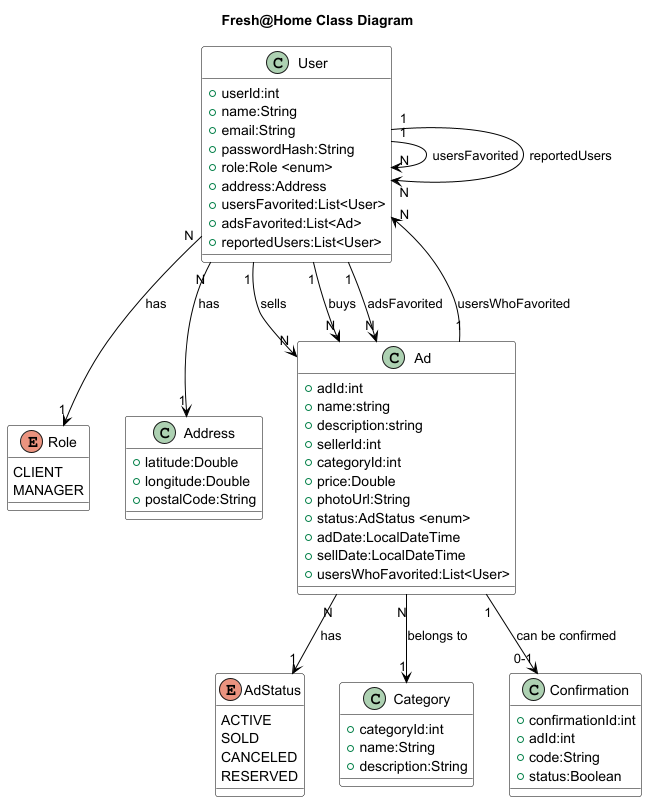 Fresh@Home Class Diagram
C User
userId:int
name:String
email:String
passwordHash:String
role:Role <enum>
address:Address
usersFavorited:List<User>
adsFavorited:List<Ad>
reportedUsers:List<User>
1
1
N
usersFavorited
reportedUsers
N
N
N
N
has
1
N
has
1
1
sells
N
1
buys
N
1
adsFavorited
N
usersWhoFavorited
1
E Role
CLIENT
MANAGER
C Address
latitude:Double
longitude:Double
postalCode:String
C Ad
adId:int
name:string
description:string
sellerId:int
categoryId:int
price:Double
photoUrl:String
status:AdStatus <enum>
adDate:LocalDateTime
sellDate:LocalDateTime
usersWhoFavorited:List<User>
N
has
1
N
belongs to
1
1
can be confirmed
0-1
E AdStatus
ACTIVE
SOLD
CANCELED
RESERVED
C Category
categoryId:int
name:String
description:String
C Confirmation
confirmationId:int
adId:int
code:String
status:Boolean